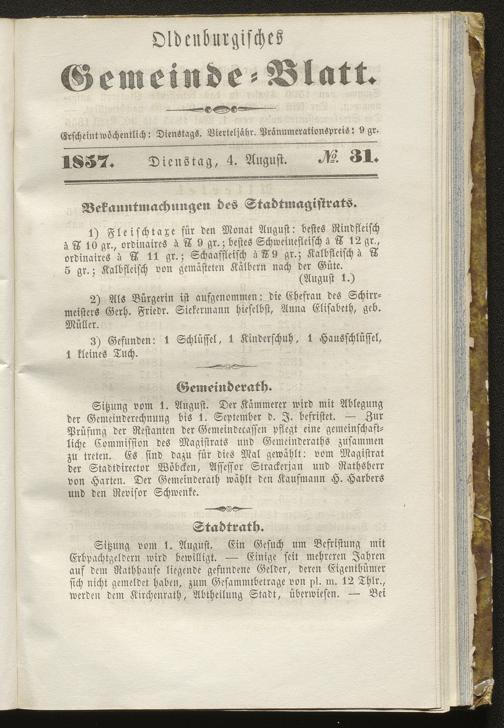 Oldenburgisches
Gemeinde-Blatt.
Erscheint wöchentlich: Dienstags. Vierteljähr. Pränumerationspreis: 9 gr.
1857. Dienstag, 4. August. №. 31.
Bekanntmachungen des Stadtmagistrats.
1) Fleischtaxe für den Monat August: bestes Rindfleisch
à ℔ 10 gr., ordinaires à ℔ 9 gr.; bestes Schweinefleisch à ℔ 12 gr.,
ordinaires à ℔ 11 gr.; Schaaffleisch à ℔ 9 gr.; Kalbfleisch à ℔
5 gr.; Kalbfleisch von gemästeten Kälbern nach der Güte.
(August 1.)
2) Als Bürgerin ist aufgenommen: die Ehefrau des Schirr-
meisters Gerh. Friedr. Siefermann hieselbst, Anna Elisabeth, geb.
Müller.
3) Gefunden: 1 Schlüssel, 1 Kinderschuh, 1 Hausschlüssel,
1 kleines Tuch.
Gemeinderath.
Sitzung vom 1. August. Der Kämmerer wird mit Ablegung
der Gemeinderechnung bis 1. September d. J. befristet. — Zur
Prüfung der Restanten der Gemeindecassen pflegt eine gemeinschaft-
liche Commission des Magistrats und Gemeinderaths zusammen
zu treten. Es sind dazu für dies Mal gewählt: vom Magistrat
der Stadtdirector Wöbcken, Assessor Strackerjan und Rathsherr
von Harten. Der Gemeinderath wählt den Kaufmann H. Harbers
und den Revisor Schwenke.
Stadtrath.
Sitzung vom 1. August. Ein Gesuch um Befristung mit
Erbpachtgeldern wird bewilligt. — Einige seit mehreren Jahren
auf dem Rathhause liegende gefundene Gelder, deren Eigenthümer
sich nicht gemeldet haben, zum Gesammtbetrage von pl. m. 12 Thlr.,
werden dem Kirchenrath, Abtheilung Stadt, überwiesen. — Bei